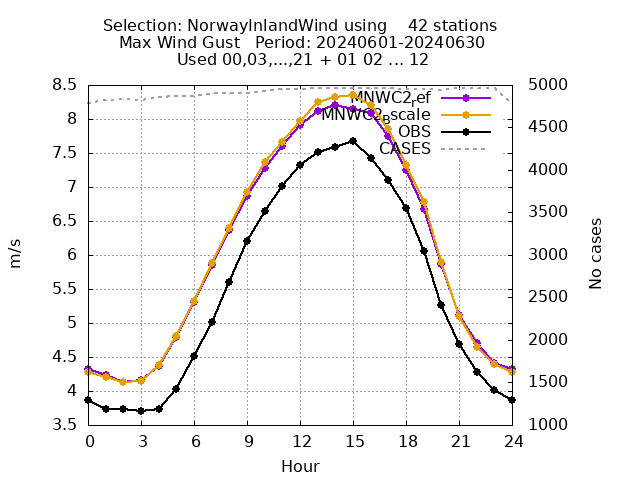 Selection: NorwayInlandWind using    42 stations
Max Wind Gust   Period: 20240601-20240630
Used 00,03,...,21 + 01 02 ... 12
8.5
8
7.5
7
6.5
6
5.5
5
4.5
4
3.5
m/s
MNWC2ref
MNWC2Bscale
OBS
CASES
5000
4500
4000
3500
3000
2500
2000
1500
1000
No cases
0 3 6 9 12 15 18 21 24
Hour